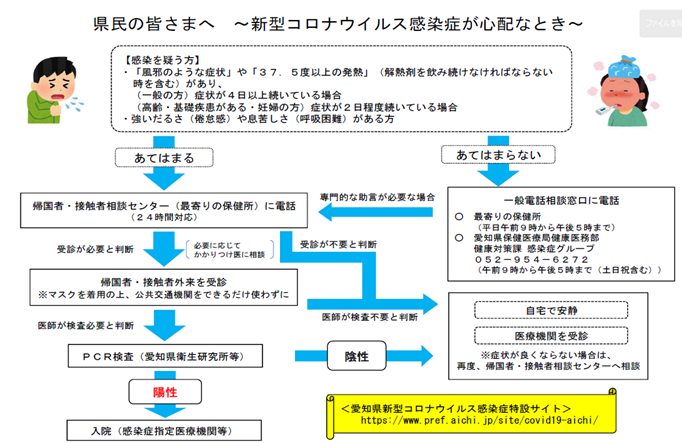 県民の皆さまへ　～新型コロナウイルス感染症が心配なとき～
【感染を疑う方】
・「風邪のような症状」や「３７．５度以上の発熱」（解熱剤を飲み続けなければならない
時を含む）があり、
（一般の方）症状が４日以上続いている場合
（高齢・基礎疾患がある・妊婦の方）症状が２日程度続いている場合
・強いだるさ（倦怠感）や息苦しさ（呼吸困難）がある方
あてはまる
あてはまらない
帰国者・接触者相談センター（最寄りの保健所）に電話
（２４時間対応）
専門的な助言が必要な場合
一般電話相談窓口に電話
○　最寄りの保健所
（平日午前９時から午後５時まで）
○　愛知県保健医療局健康医務部
健康対策課　感染症グループ
０５２－９５４－６２７２
（午前９時から午後５時まで（土日祝含む））
受診が必要と判断
必要に応じて
かかりつけ医に相談
受診が不要と判断
帰国者・接触者外来を受診
※マスクを着用の上、公共交通機関をできるだけ使わずに
医師が検査必要と判断
医師が検査不要と判断
自宅で安静
医療機関を受診
※症状が良くならない場合は、
再度、帰国者・接触者相談センターへ相談
ＰＣＲ検査（愛知県衛生研究所等）
陰性
陽性
入院（感染症指定医療機関等）
＜愛知県新型コロナウイルス感染症特設サイト＞
https://www.pref.aichi.jp/site/covid19-aichi/